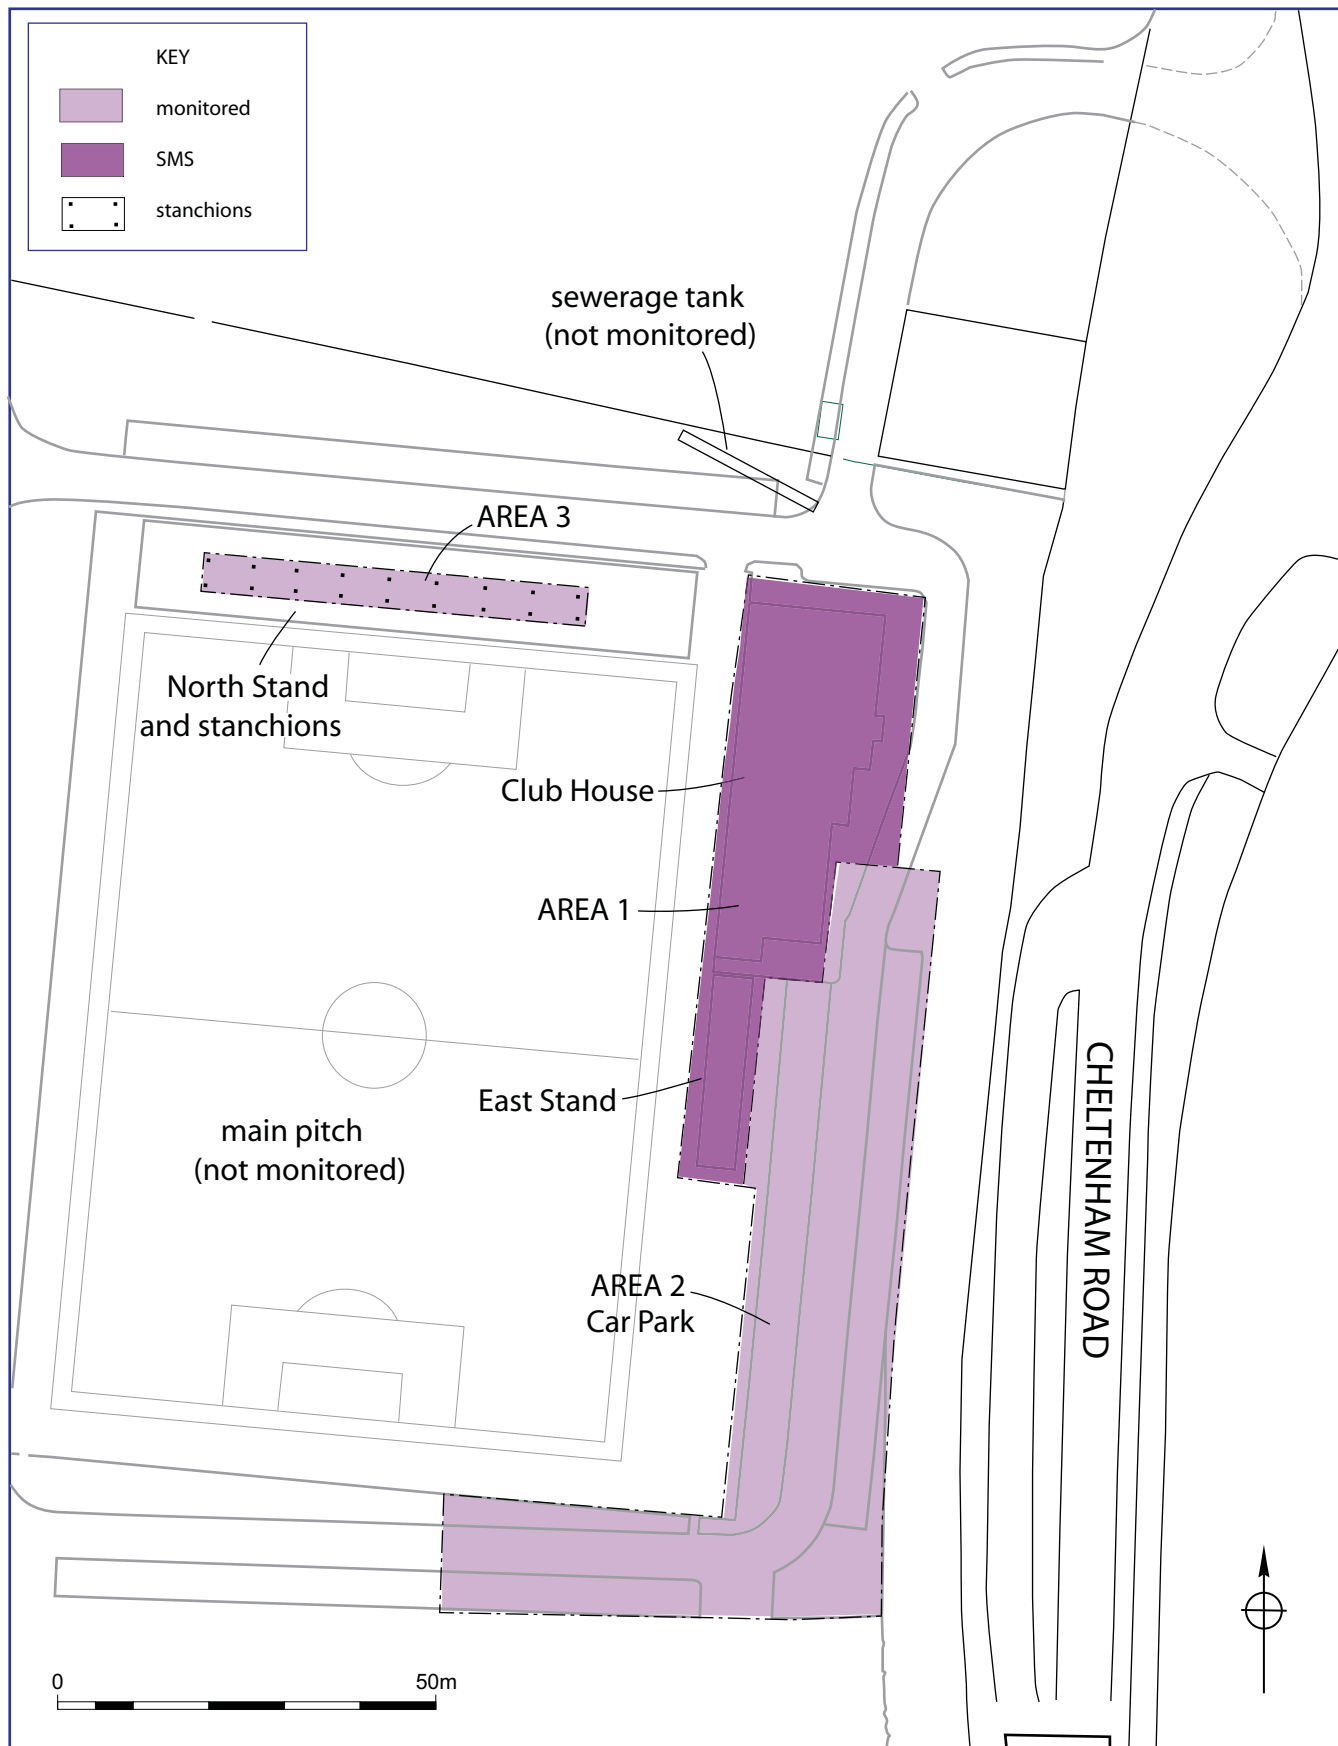 KEY
monitored
SMS
stanchions
sewerage tank
(not monitored)
AREA 3
North Stand
and stanchions
Club House
AREA 1
East Stand
main pitch
(not monitored)
AREA 2
Car Park
CHELTENHAM ROAD
0
50m